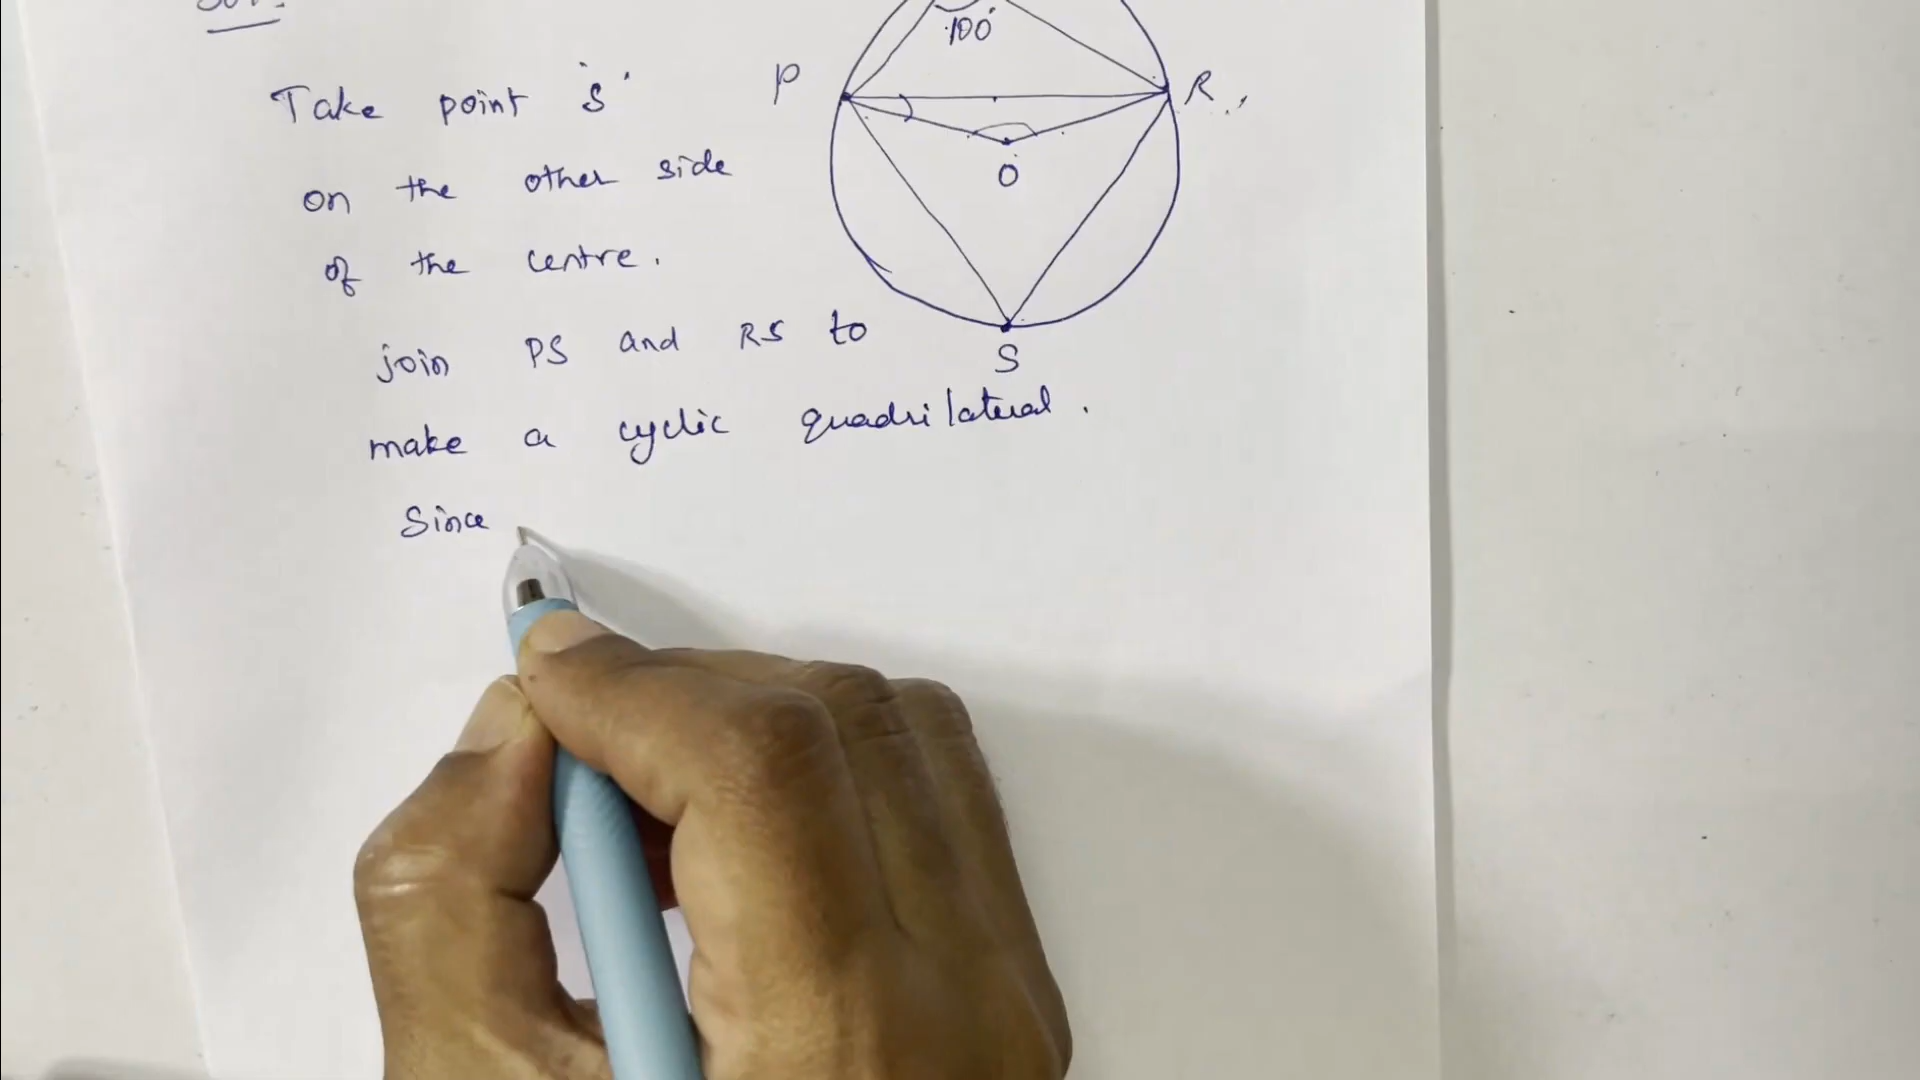 100°
P
R
O
S
Take point 'S'
on the other side
of the centre.
join PS and RS to
make a cyclic quadrilateral.
Since